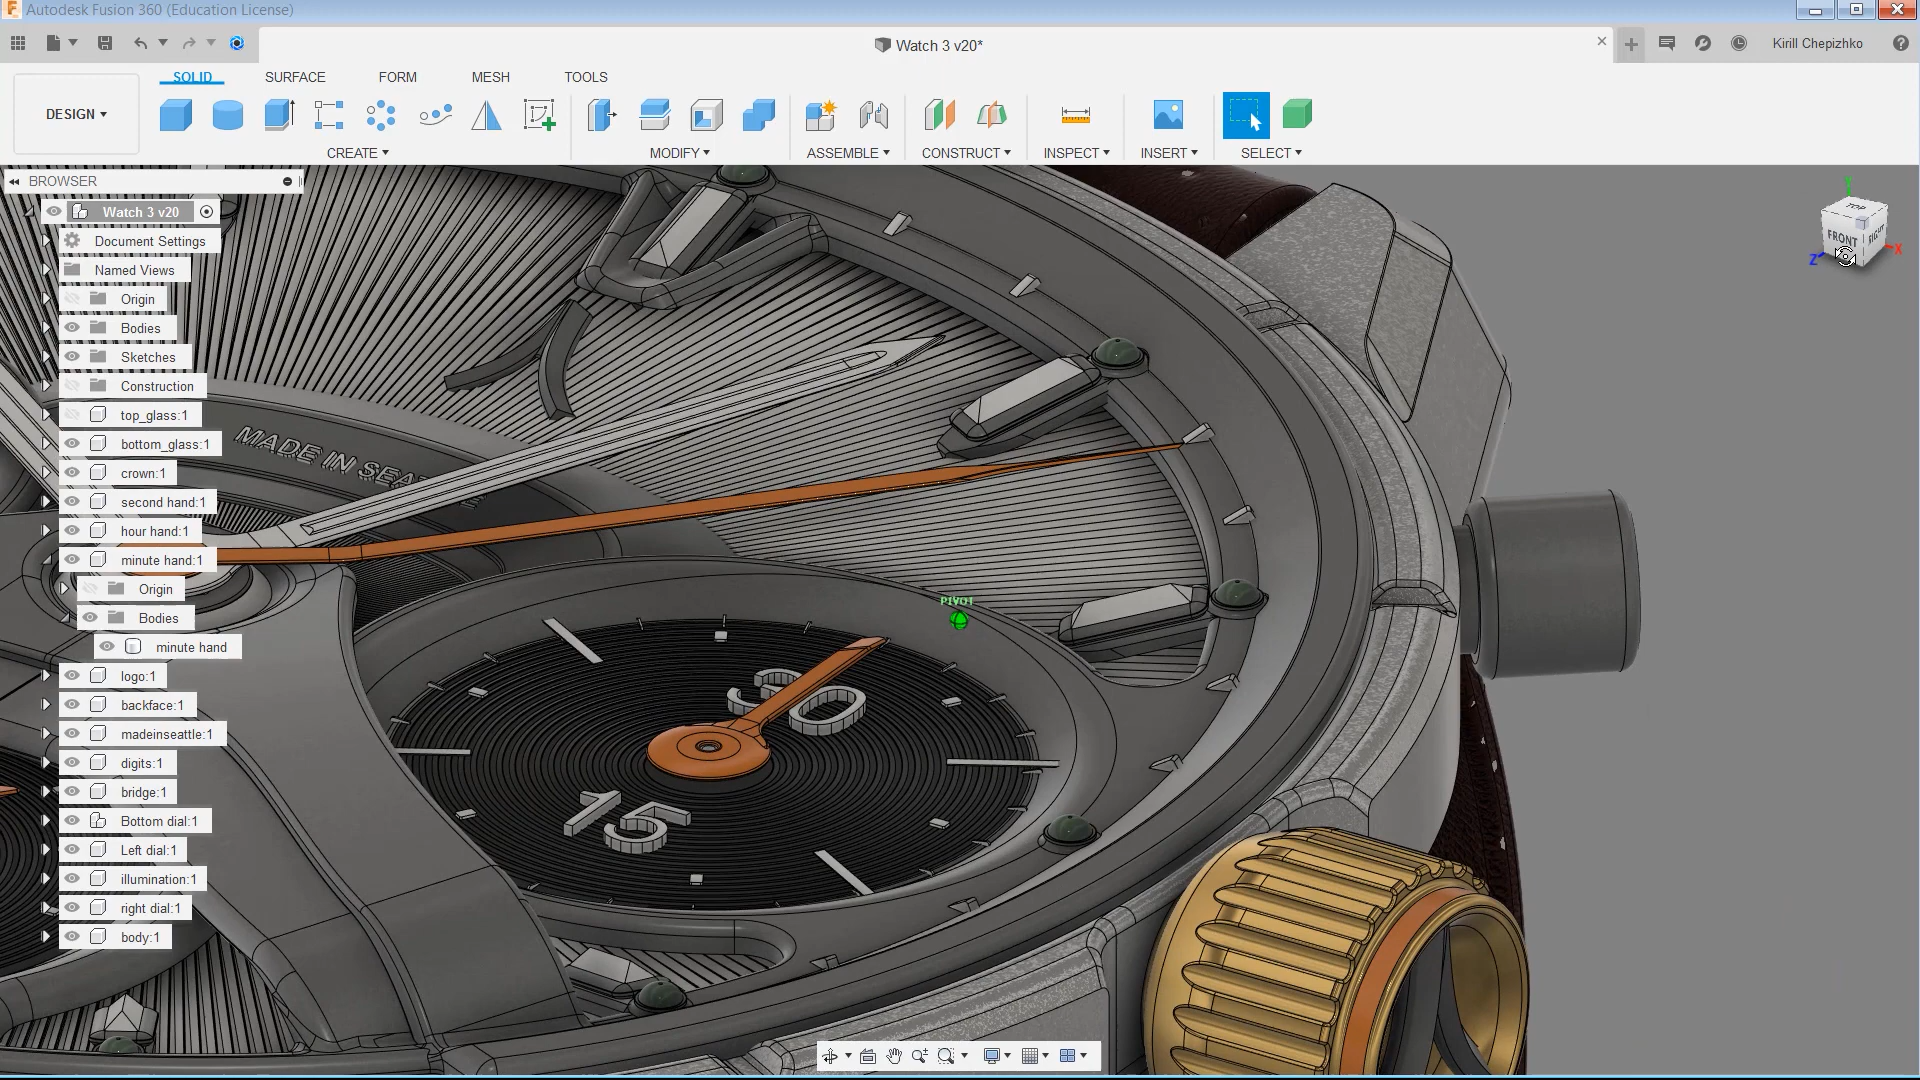 Autodesk Fusion 360 (Education License)
Watch 3 v20*
Kirill Chepizhko
SOLID
SURFACE
FORM
MESH
TOOLS
DESIGN
CREATE
MODIFY
ASSEMBLE
CONSTRUCT
INSPECT
INSERT
SELECT
BROWSER
Watch 3 v20
Document Settings
Named Views
Origin
Bodies
Sketches
Construction
top_glass:1
bottom_glass:1
crown:1
second hand:1
hour hand:1
minute hand:1
Origin
Bodies
minute hand
logo:1
backface:1
madeinseattle:1
digits:1
bridge:1
Bottom dial:1
Left dial:1
illumination:1
right dial:1
body:1
MADE IN
PIVOT
30
15
TOP
FRONT
RIGHT
Y
X
Z